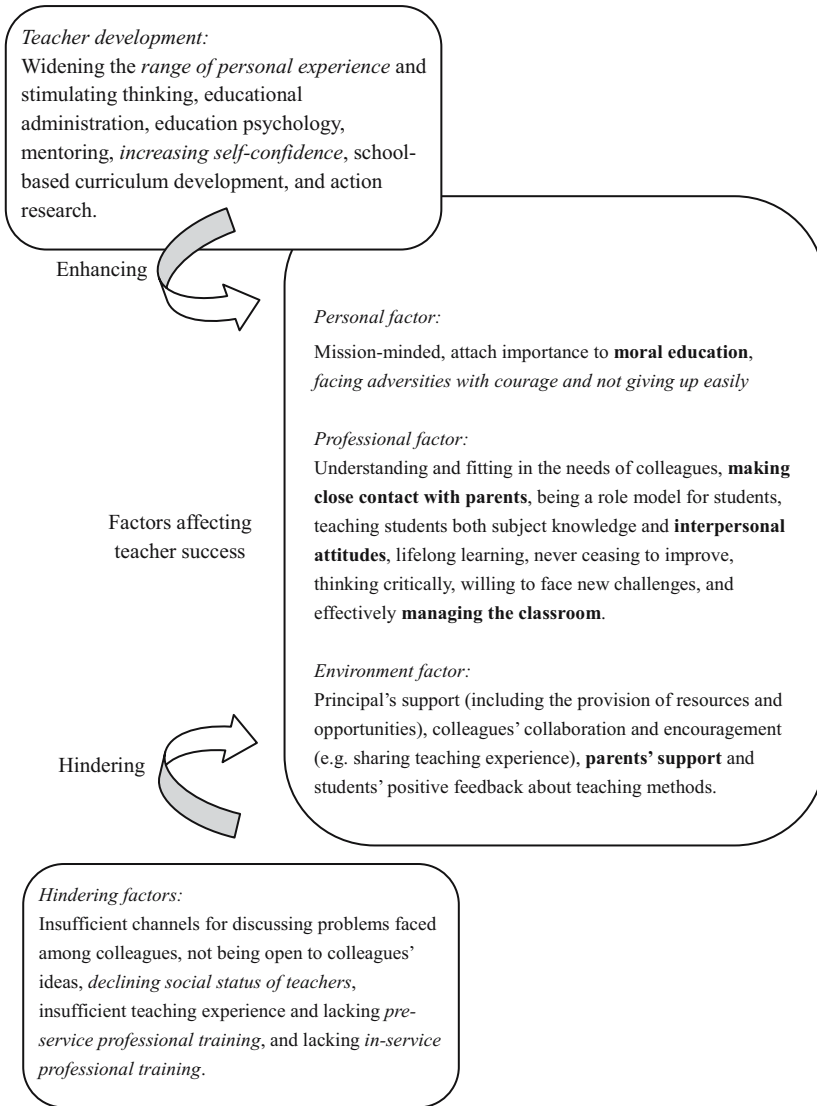 Teacher development:
Widening the range of personal experience and
stimulating thinking, educational
administration, education psychology,
mentoring, increasing self-confidence, school-
based curriculum development, and action
research.
Enhancing
Personal factor:
Mission-minded, attach importance to moral education,
facing adversities with courage and not giving up easily
Professional factor:
Understanding and fitting in the needs of colleagues, making
close contact with parents, being a role model for students,
teaching students both subject knowledge and interpersonal
attitudes, lifelong learning, never ceasing to improve,
thinking critically, willing to face new challenges, and
effectively managing the classroom.
Factors affecting
teacher success
Environment factor:
Principal's support (including the provision of resources and
opportunities), colleagues' collaboration and encouragement
(e.g. sharing teaching experience), parents' support and
students' positive feedback about teaching methods.
Hindering
Hindering factors:
Insufficient channels for discussing problems faced
among colleagues, not being open to colleagues'
ideas, declining social status of teachers,
insufficient teaching experience and lacking pre-
service professional training, and lacking in-service
professional training.